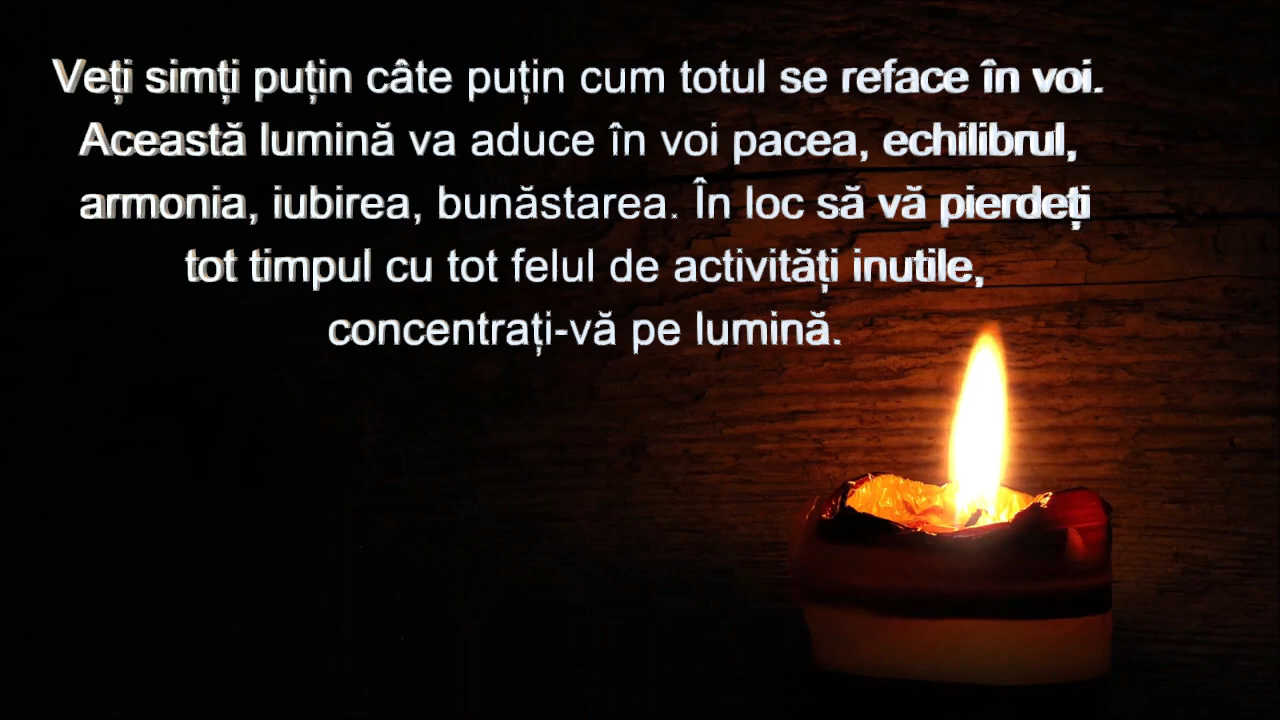 Veți simți puțin câte puțin cum totul se reface în voi.
Această lumină va aduce în voi pacea, echilibrul,
armonia, iubirea, bunăstarea. În loc să vă pierdeți
tot timpul cu tot felul de activități inutile,
concentrați-vă pe lumină.